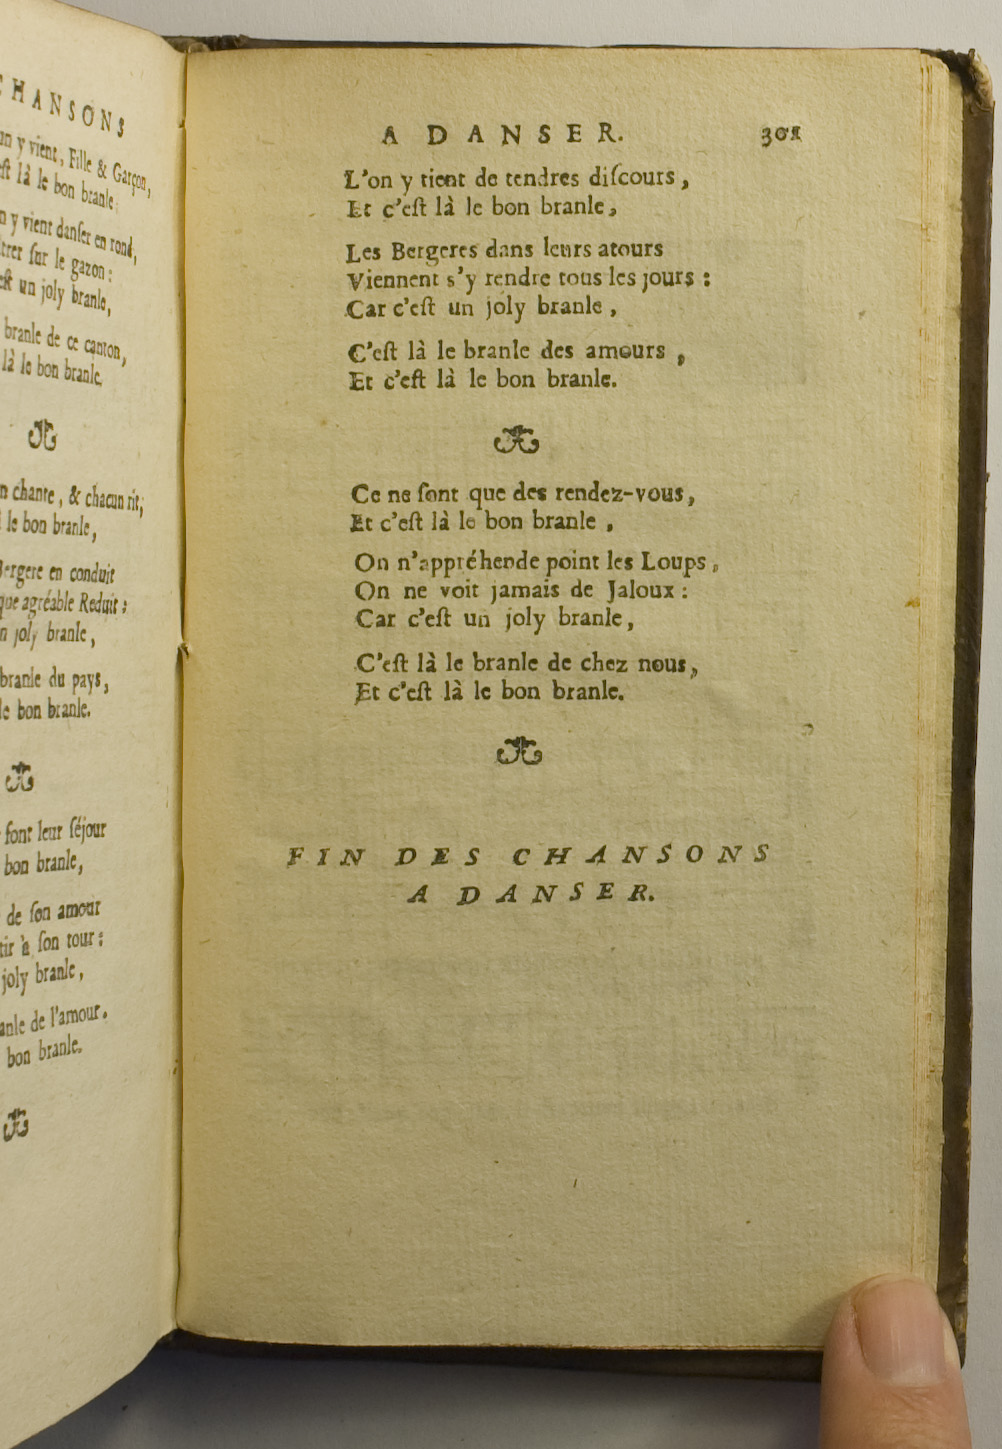 CHANSONS
un y vient, Fille & Garçon,
là le bon branle.
n y vient danſer en rond,
ſur le gazon :
un joly branle,
branle de ce canton,
là le bon branle.
n chante, & chacun rit,
le bon branle,
Bergere en conduit
que agréable Reduit :
n joly branle,
branle du pays,
le bon branle.
font leur ſéjour
bon branle,
de ſon amour
tir à ſon tour :
joly branle,
anle de l'amour.
bon branle.
A DANSER. 301
L'on y tient de tendres diſcours,
Et c'eſt là le bon branle,
Les Bergeres dans leurs atours
Viennent s'y rendre tous les jours :
Car c'eſt un joly branle,
C'eſt là le branle des amours,
Et c'eſt là le bon branle.
Ce ne ſont que des rendez-vous,
Et c'eſt là le bon branle,
On n'appréhende point les Loups,
On ne voit jamais de Jaloux :
Car c'eſt un joly branle,
C'eſt là le branle de chez nous,
Et c'eſt là le bon branle.
FIN DES CHANSONS
A DANSER.